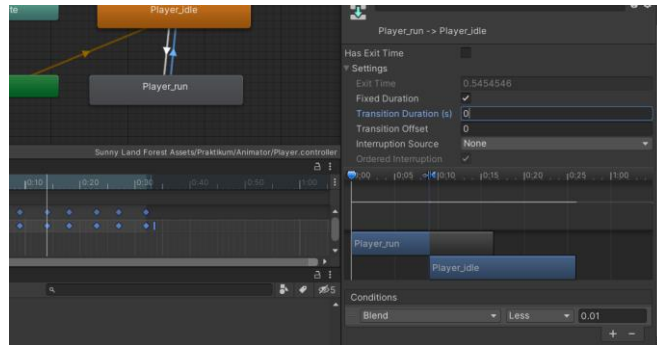 te
Player_idle
Player_run
Sunny Land Forest Assets/Praktikum/Animator/Player.controller
0:10
0:20
0:30
0:40
0:50
1:00
5
Player_run -> Player_idle
Has Exit Time
Settings
Exit Time 0.5454546
Fixed Duration
Transition Duration (s) 0
Transition Offset 0
Interruption Source None
Ordered Interruption
0:00 0:05 0:10 0:15 0:20 0:25 1:00
Player_run
Player_idle
Conditions
Blend Less 0.01
+ -